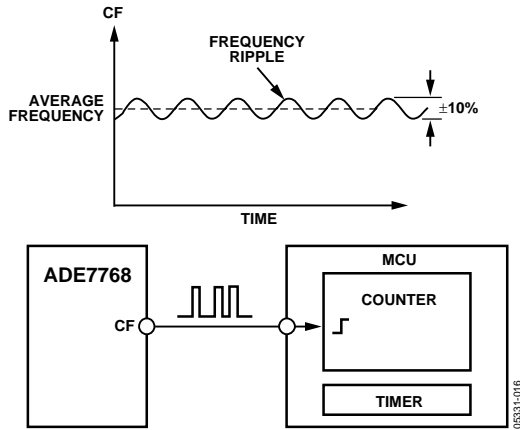 CF
FREQUENCY
RIPPLE
AVERAGE
FREQUENCY
±10%
TIME
ADE7768
CF
MCU
COUNTER
TIMER
05331-016